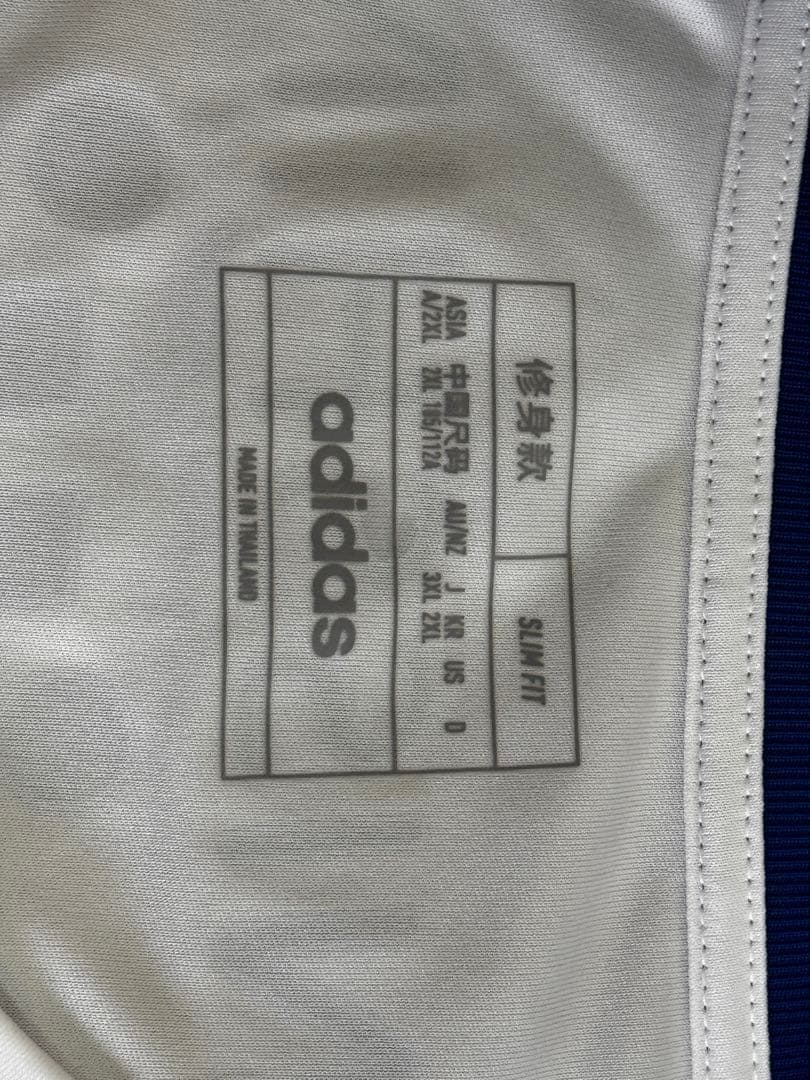 修身款 SLIM FIT
ASIA 中国尺码 AU/NZ J KR US D
A/2XL 2XL 185/112A 3XL 2XL
adidas
MADE IN THAILAND